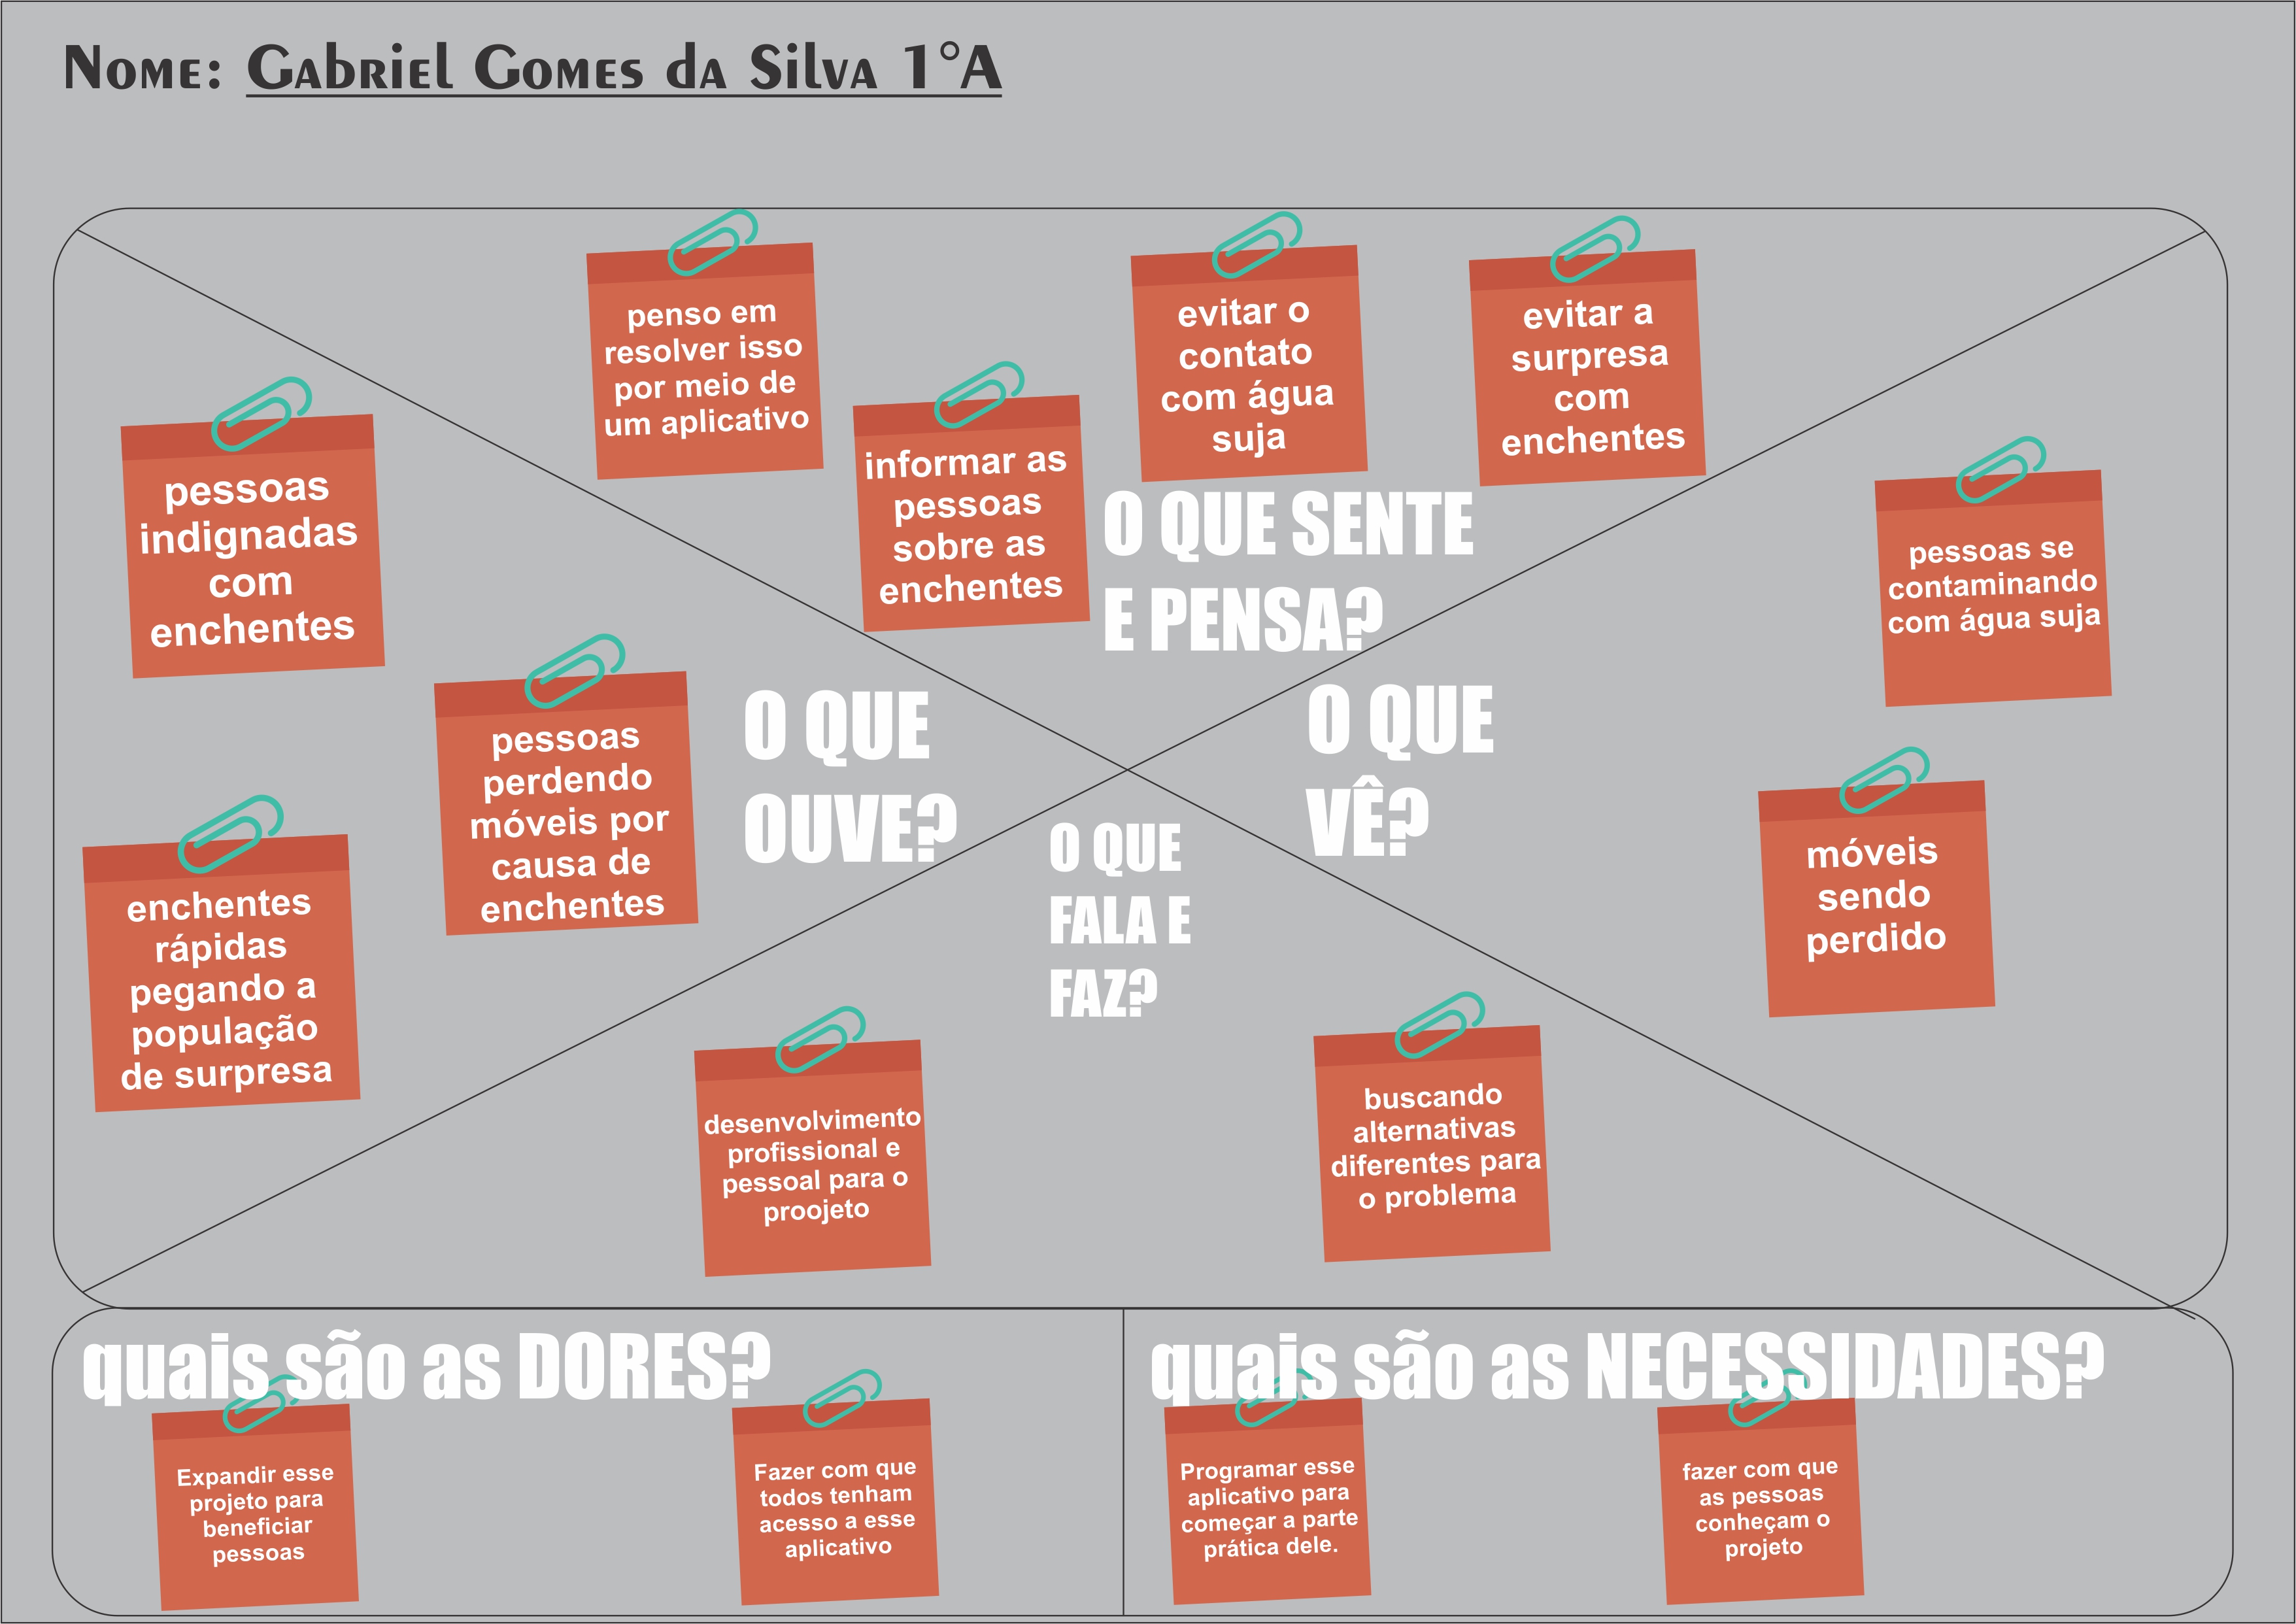 Nome: Gabriel Gomes da Silva 1°A
penso em
resolver isso
por meio de
um aplicativo
informar as
pessoas
sobre as
enchentes
evitar o
contato
com água
suja
evitar a
surpresa
com
enchentes
O QUE SENTE
E PENSA?
pessoas
indignadas
com
enchentes
pessoas
perdendo
móveis por
causa de
enchentes
enchentes
rápidas
pegando a
população
de surpresa
O QUE
OUVE?
O QUE
VÊ?
pessoas se
contaminando
com água suja
móveis
sendo
perdido
O QUE
FALA E
FAZ?
desenvolvimento
profissional e
pessoal para o
proojeto
buscando
alternativas
diferentes para
o problema
quais são as DORES?
Expandir esse
projeto para
beneficiar
pessoas
Fazer com que
todos tenham
acesso a esse
aplicativo
quais são as NECESSIDADES?
Programar esse
aplicativo para
começar a parte
prática dele.
fazer com que
as pessoas
conheçam o
projeto